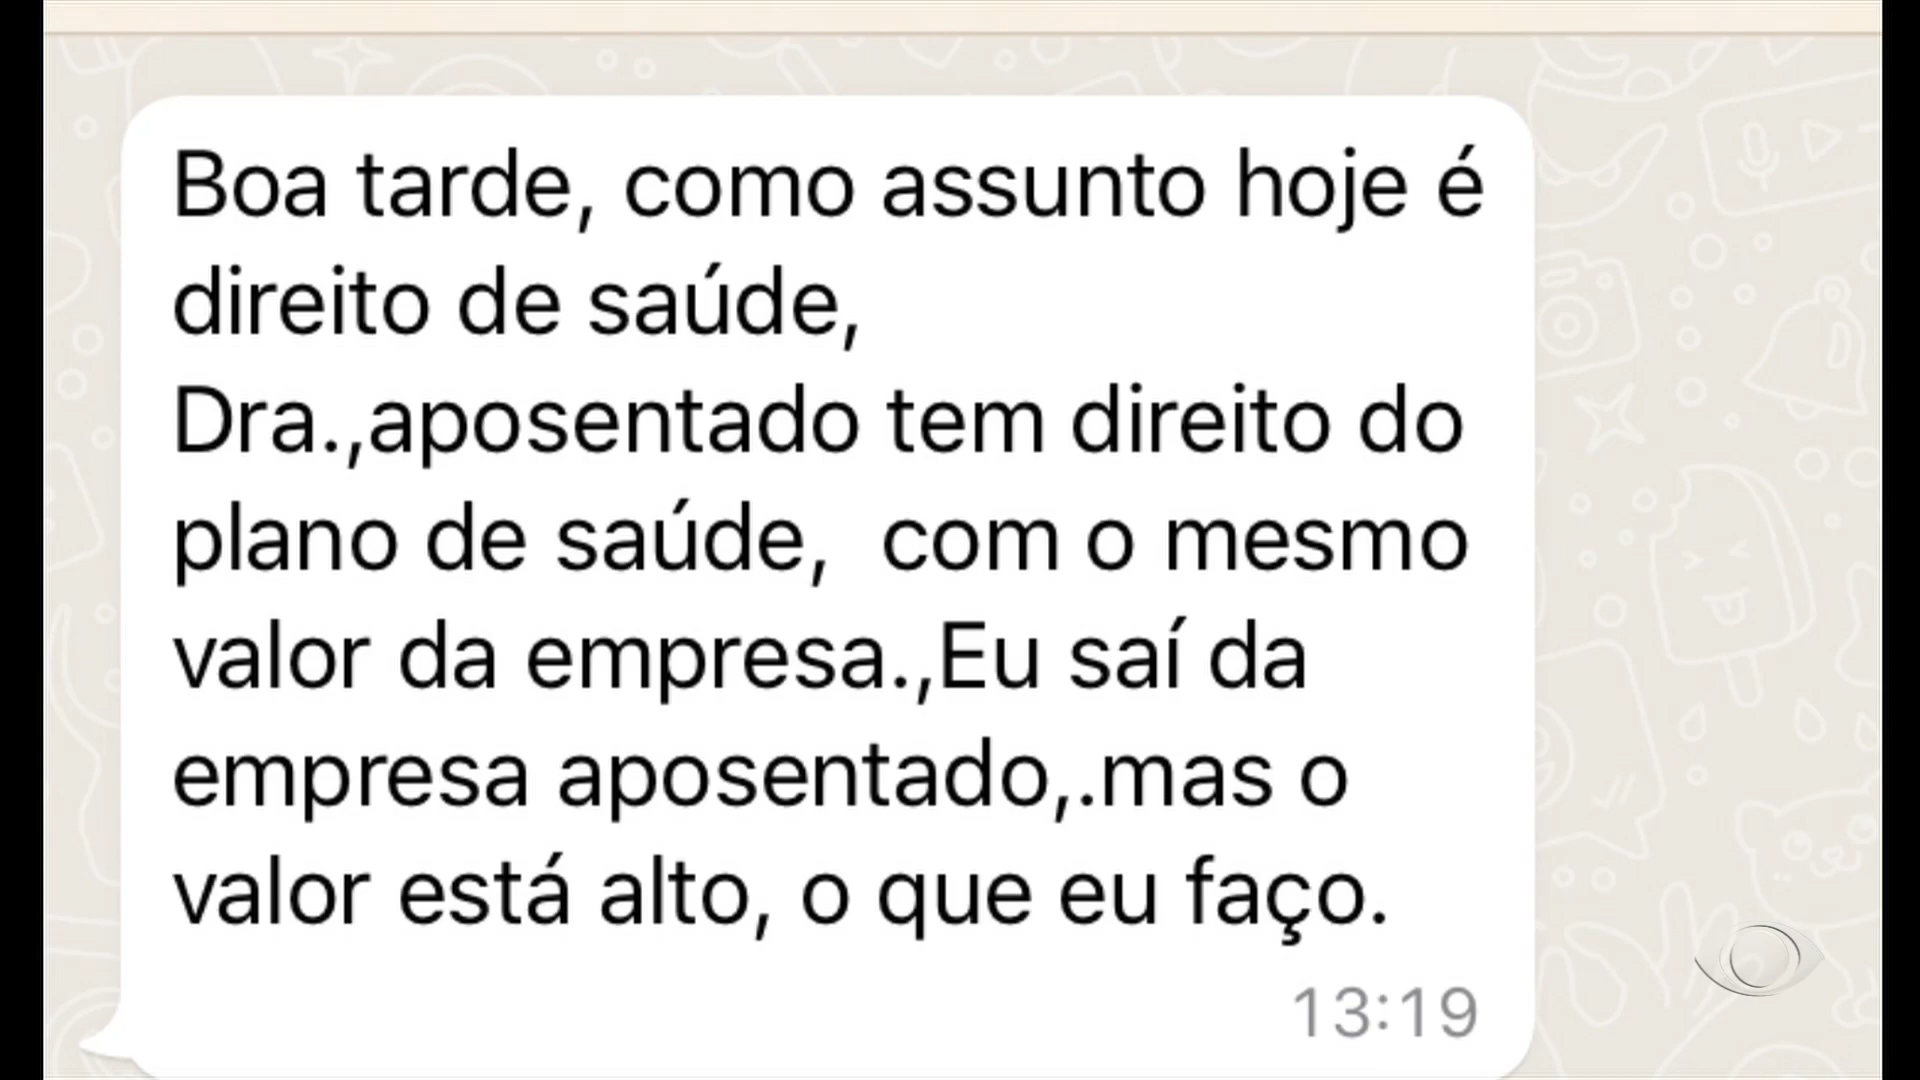 Boa tarde, como assunto hoje é
direito de saúde,
Dra.,aposentado tem direito do
plano de saúde,  com o mesmo
valor da empresa.,Eu saí da
empresa aposentado,.mas o
valor está alto, o que eu faço.
13:19